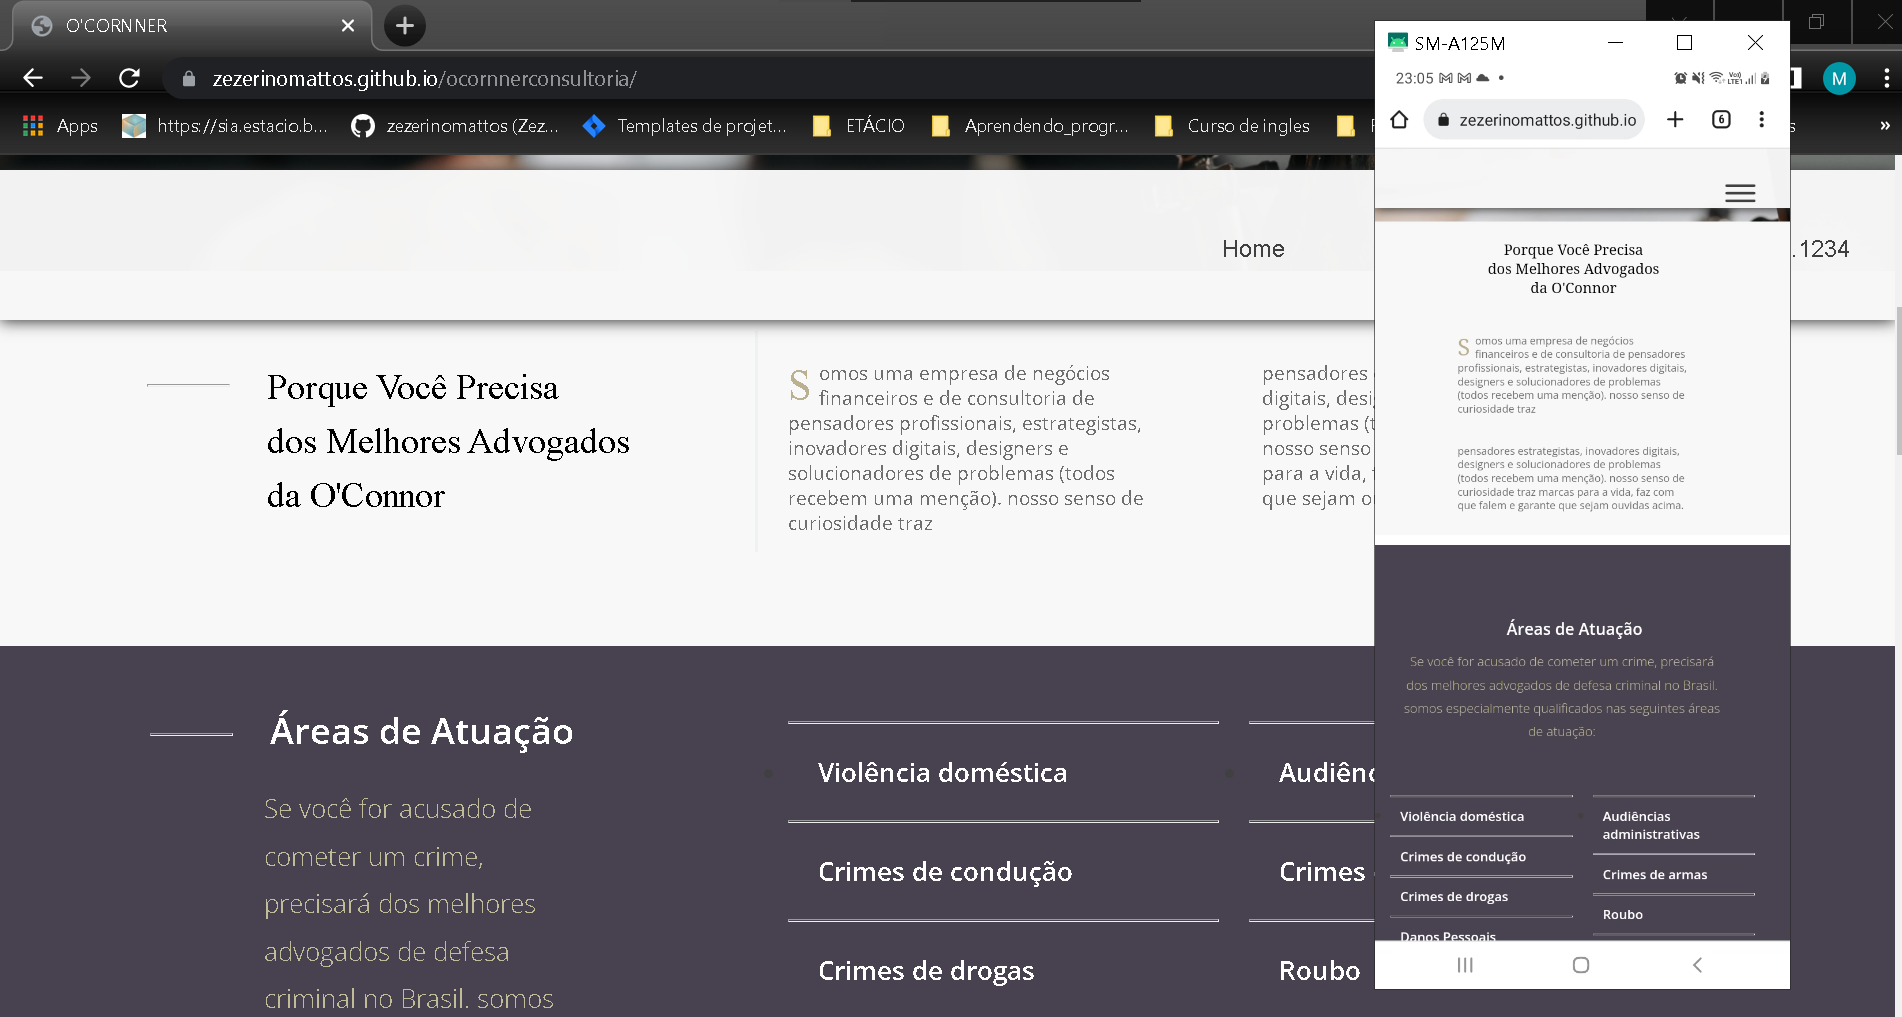 O'CORNNER
zezerinomattos.github.io/ocornnerconsultoria/
M
Apps
https://sia.estacio.b...
zezerinomattos (Zez...
Templates de projet...
ETÁCIO
Aprendendo_progr...
Curso de ingles
»
Home
.1234
Porque Você Precisa
dos Melhores Advogados
da O'Connor
Somos uma empresa de negócios
financeiros e de consultoria de
pensadores profissionais, estrategistas,
inovadores digitais, designers e
solucionadores de problemas (todos
recebem uma menção). nosso senso de
curiosidade traz
pensadores
digitais, desi
problemas (t
nosso senso
para a vida,
que sejam o
Áreas de Atuação
Se você for acusado de
cometer um crime,
precisará dos melhores
advogados de defesa
criminal no Brasil. somos
Violência doméstica
Crimes de condução
Crimes de drogas
Audiênc
Crimes
Roubo
SM-A125M
23:05
zezerinomattos.github.io
6
Porque Você Precisa
dos Melhores Advogados
da O'Connor
Somos uma empresa de negócios
financeiros e de consultoria de pensadores
profissionais, estrategistas, inovadores digitais,
designers e solucionadores de problemas
(todos recebem uma menção). nosso senso de
curiosidade traz
pensadores estrategistas, inovadores digitais,
designers e solucionadores de problemas
(todos recebem uma menção). nosso senso de
curiosidade traz marcas para a vida, faz com
que falem e garante que sejam ouvidas acima.
Áreas de Atuação
Se você for acusado de cometer um crime, precisará
dos melhores advogados de defesa criminal no Brasil.
somos especialmente qualificados nas seguintes áreas
de atuação:
Violência doméstica
Crimes de condução
Crimes de drogas
Danos Pessoais
Audiências
administrativas
Crimes de armas
Roubo